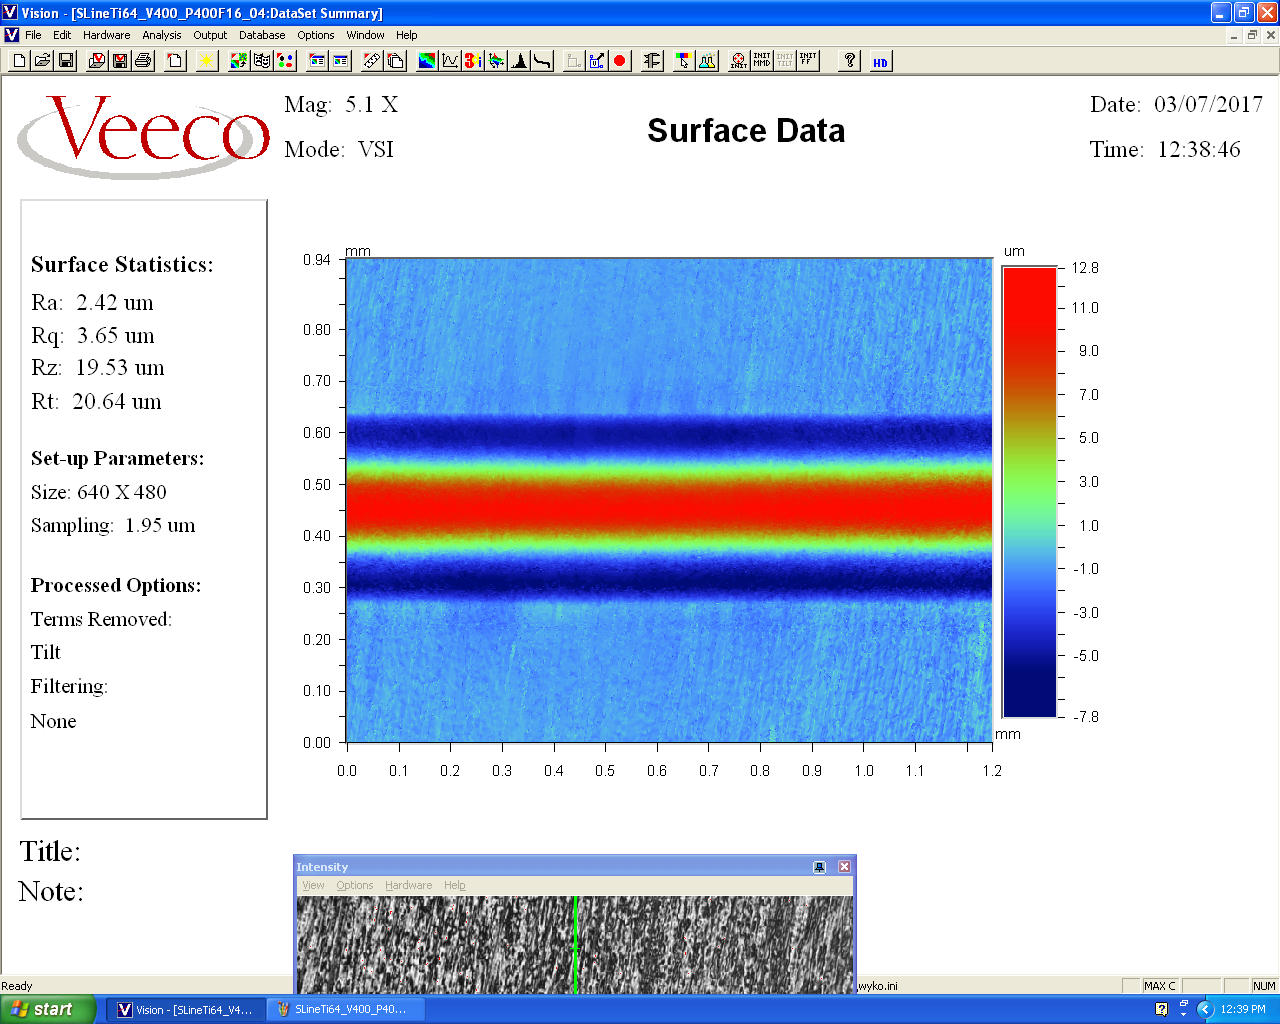 Vision - [SLineTi64_V400_P400F16_04:DataSet Summary]
File Edit Hardware Analysis Output Database Options Window Help
INIT INIT MMD INIT TILT INIT FF ? HD
Veeco
Mag: 5.1 X
Mode: VSI
Surface Data
Date: 03/07/2017
Time: 12:38:46
Surface Statistics:
Ra: 2.42 um
Rq: 3.65 um
Rz: 19.53 um
Rt: 20.64 um
Set-up Parameters:
Size: 640 X 480
Sampling: 1.95 um
Processed Options:
Terms Removed:
Tilt
Filtering:
None
mm
0.94
0.80
0.70
0.60
0.50
0.40
0.30
0.20
0.10
0.00
0.0 0.1 0.2 0.3 0.4 0.5 0.6 0.7 0.8 0.9 1.0 1.1 1.2
mm
um
12.8
11.0
9.0
7.0
5.0
3.0
1.0
-1.0
-3.0
-5.0
-7.8
Title:
Note:
Intensity
View Options Hardware Help
Ready
wyko.ini
MAX C
NUM
start
Vision - [SLineTi64_V4...
SLineTi64_V400_P40...
12:39 PM